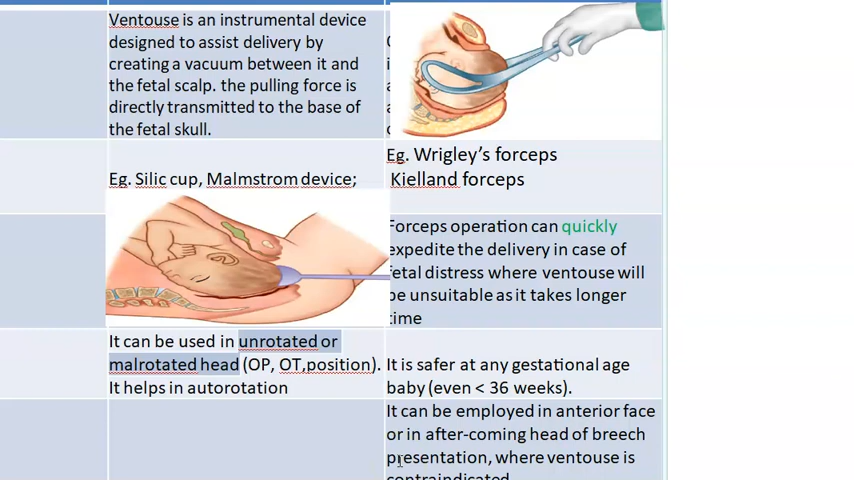 Ventouse is an instrumental device
designed to assist delivery by
creating a vacuum between it and
the fetal scalp. the pulling force is
directly transmitted to the base of
the fetal skull.
Eg. Silic cup, Malmstrom device;
Eg. Wrigley's forceps
Kielland forceps
Forceps operation can quickly
expedite the delivery in case of
fetal distress where ventouse will
be unsuitable as it takes longer
time
It can be used in unrotated or
malrotated head (OP, OT,position).
It helps in autorotation
It is safer at any gestational age
baby (even < 36 weeks).
It can be employed in anterior face
or in after-coming head of breech
presentation, where ventouse is
contraindicated